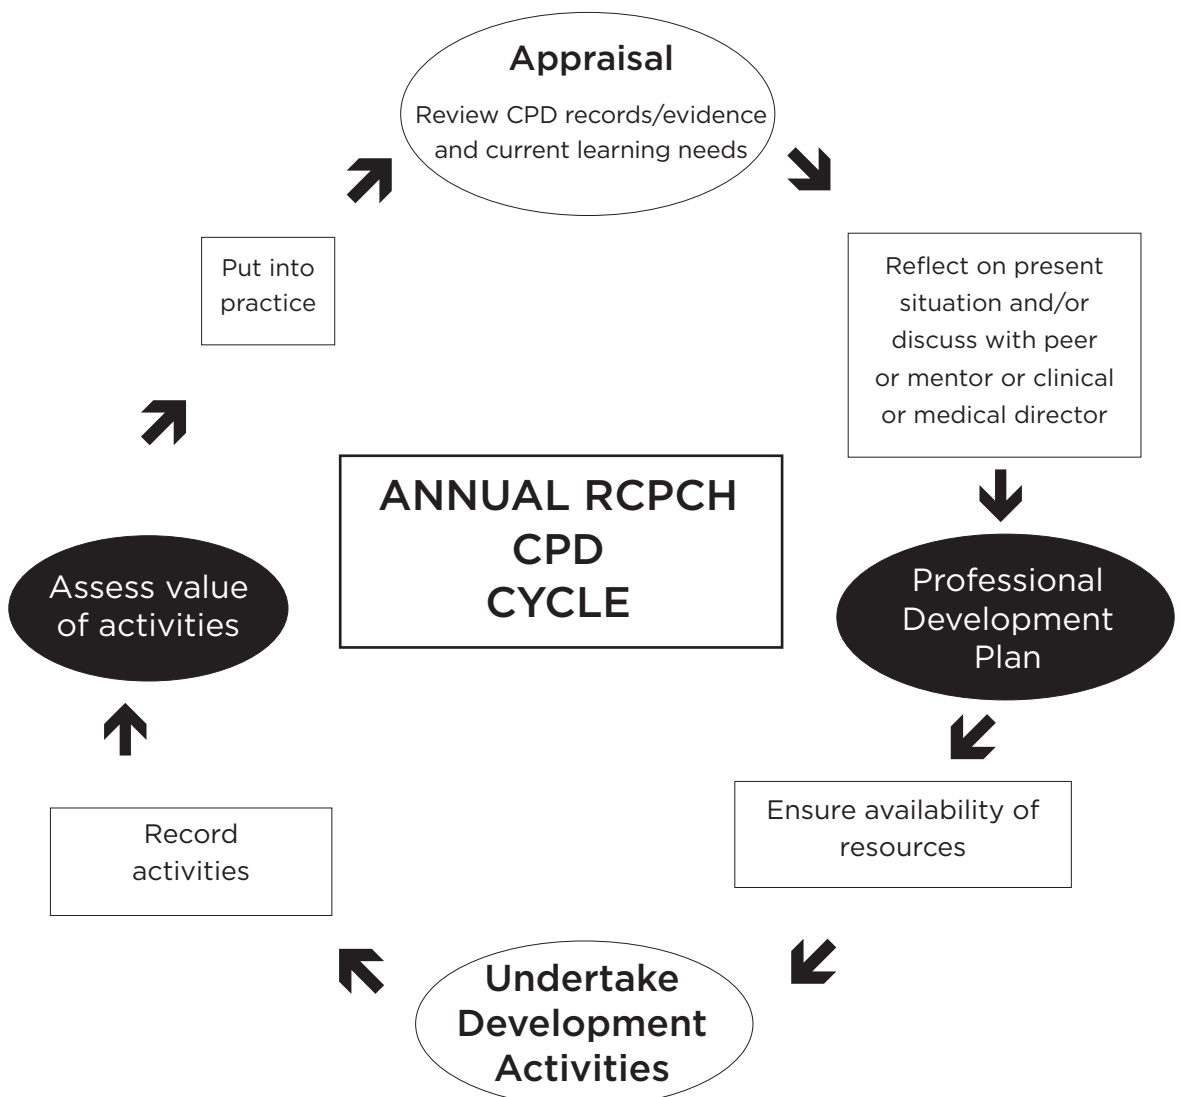 Appraisal
Review CPD records/evidence
and current learning needs
Put into
practice
Reflect on present
situation and/or
discuss with peer
or mentor or clinical
or medical director
ANNUAL RCPCH
CPD
CYCLE
Assess value
of activities
Professional
Development
Plan
Ensure availability of
resources
Record
activities
Undertake
Development
Activities